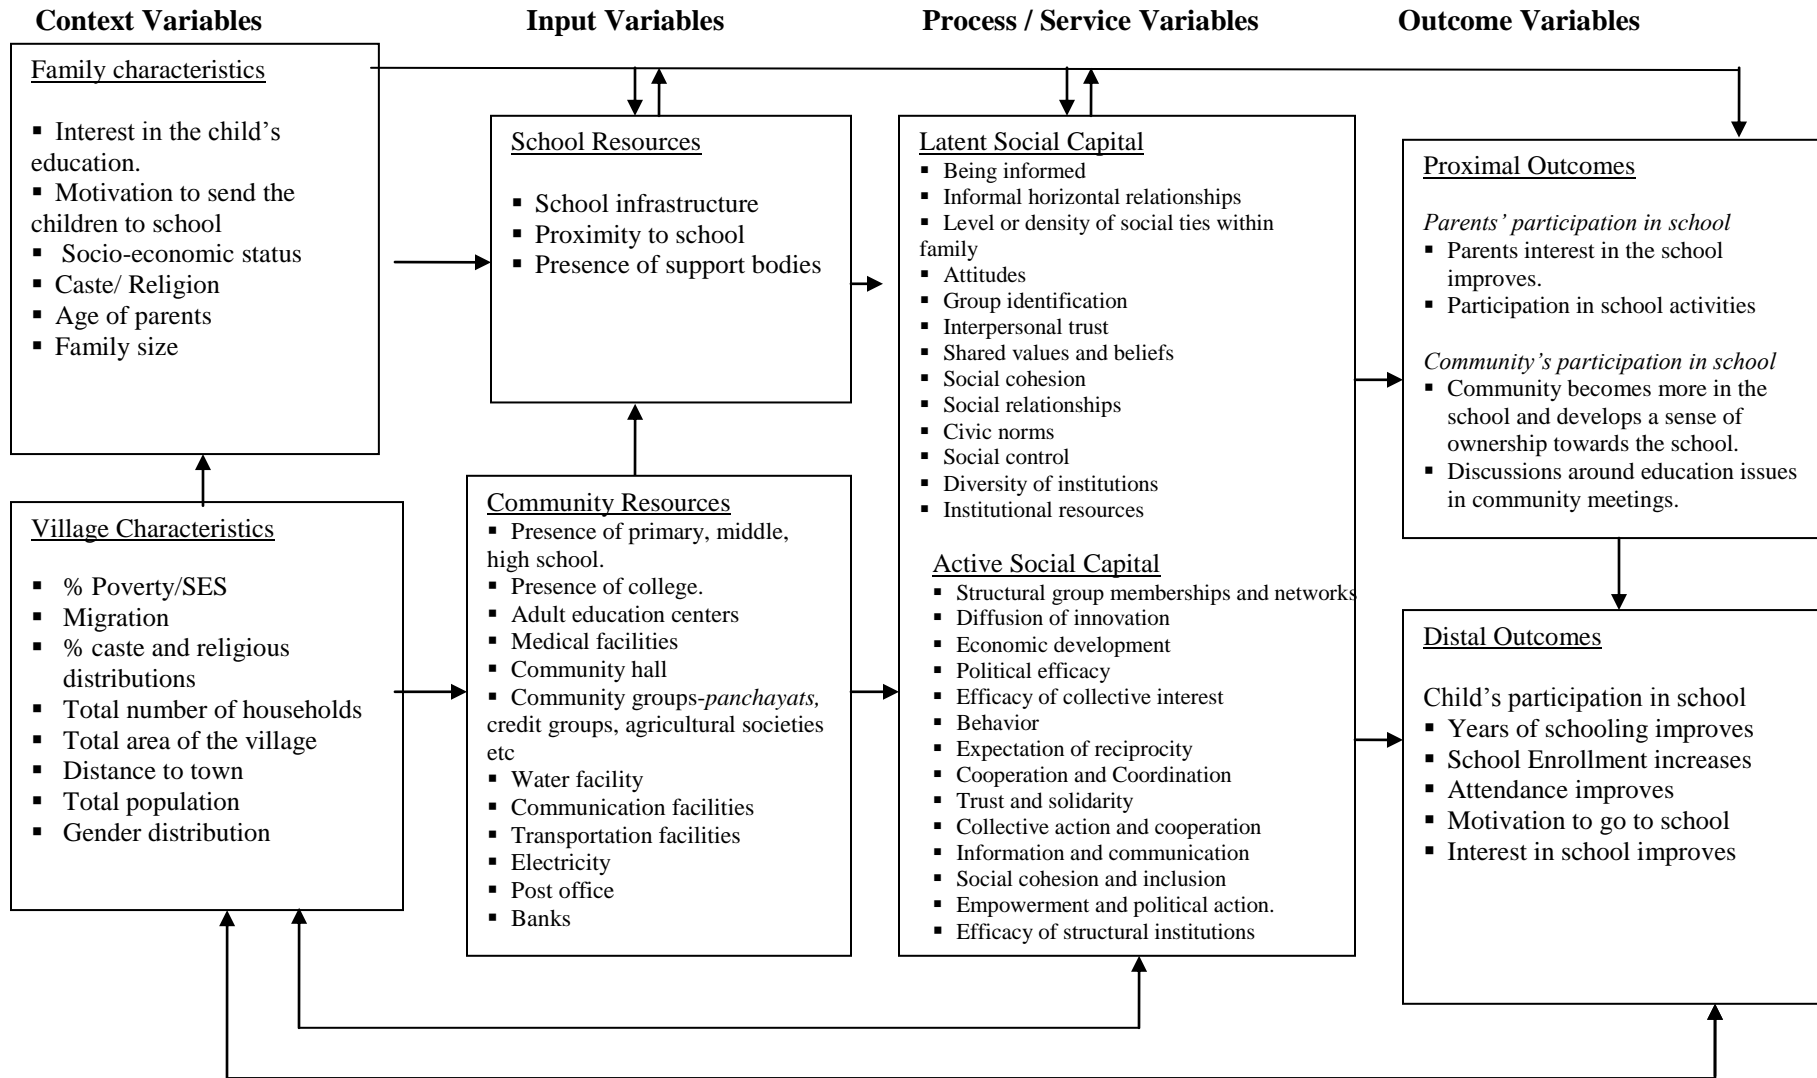 Context Variables
Input Variables
Process / Service Variables
Outcome Variables
Family characteristics
▪ Interest in the child's
education.
▪ Motivation to send the
children to school
▪ Socio-economic status
▪ Caste/ Religion
▪ Age of parents
▪ Family size
Village Characteristics
▪ % Poverty/SES
▪ Migration
▪ % caste and religious
distributions
▪ Total number of households
▪ Total area of the village
▪ Distance to town
▪ Total population
▪ Gender distribution
School Resources
▪ School infrastructure
▪ Proximity to school
▪ Presence of support bodies
Community Resources
▪ Presence of primary, middle,
high school.
▪ Presence of college.
▪ Adult education centers
▪ Medical facilities
▪ Community hall
▪ Community groups-panchayats,
credit groups, agricultural societies
etc
▪ Water facility
▪ Communication facilities
▪ Transportation facilities
▪ Electricity
▪ Post office
▪ Banks
Latent Social Capital
▪ Being informed
▪ Informal horizontal relationships
▪ Level or density of social ties within
family
▪ Attitudes
▪ Group identification
▪ Interpersonal trust
▪ Shared values and beliefs
▪ Social cohesion
▪ Social relationships
▪ Civic norms
▪ Social control
▪ Diversity of institutions
▪ Institutional resources
Active Social Capital
▪ Structural group memberships and networks
▪ Diffusion of innovation
▪ Economic development
▪ Political efficacy
▪ Efficacy of collective interest
▪ Behavior
▪ Expectation of reciprocity
▪ Cooperation and Coordination
▪ Trust and solidarity
▪ Collective action and cooperation
▪ Information and communication
▪ Social cohesion and inclusion
▪ Empowerment and political action.
▪ Efficacy of structural institutions
Proximal Outcomes
Parents' participation in school
▪ Parents interest in the school
improves.
▪ Participation in school activities
Community's participation in school
▪ Community becomes more in the
school and develops a sense of
ownership towards the school.
▪ Discussions around education issues
in community meetings.
Distal Outcomes
Child's participation in school
▪ Years of schooling improves
▪ School Enrollment increases
▪ Attendance improves
▪ Motivation to go to school
▪ Interest in school improves